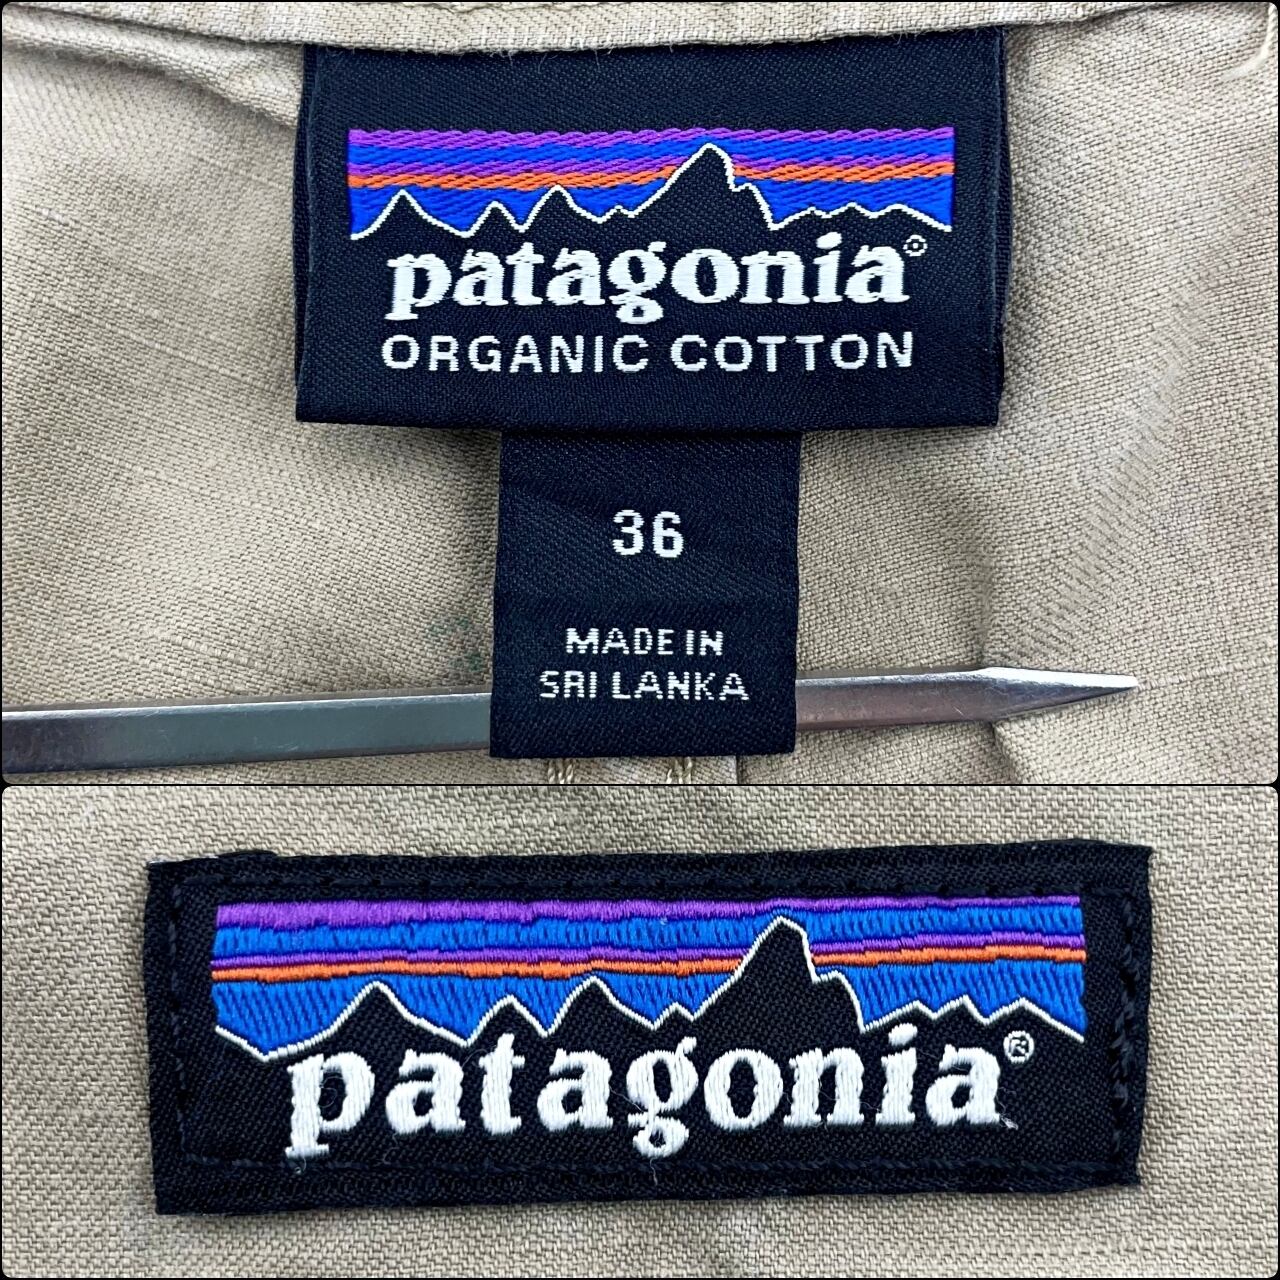 patagonia®
ORGANIC COTTON
36
MADE IN
SRI LANKA
patagonia®